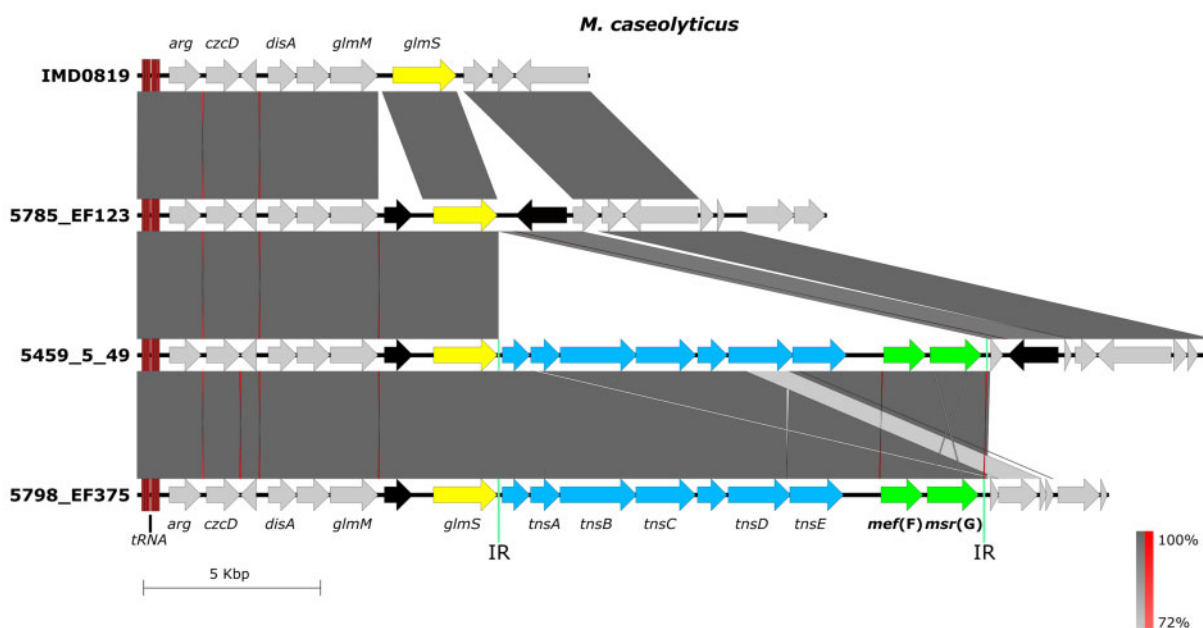 M. caseolyticus
arg czcD disA glmM glmS
IMD0819
5785_EF123
5459_5_49
5798_EF375
tRNA arg czcD disA glmM glmS tnsA tnsB tnsC tnsD tnsE mef(F) msr(G)
IR IR
5 Kbp
100%
72%